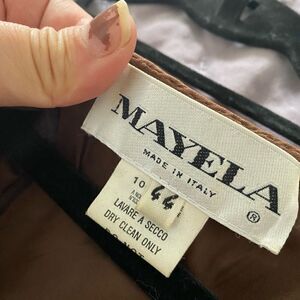 MAYELA
®
MADE IN ITALY
10 44
LAVARE A SECCO
DRY CLEAN ONLY